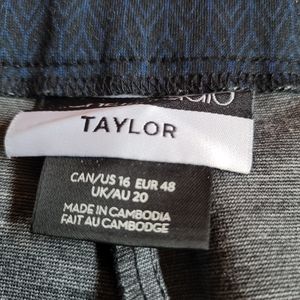 TAYLOR
CAN/US 16 EUR 48
UK/AU 20
MADE IN CAMBODIA
FAIT AU CAMBODGE